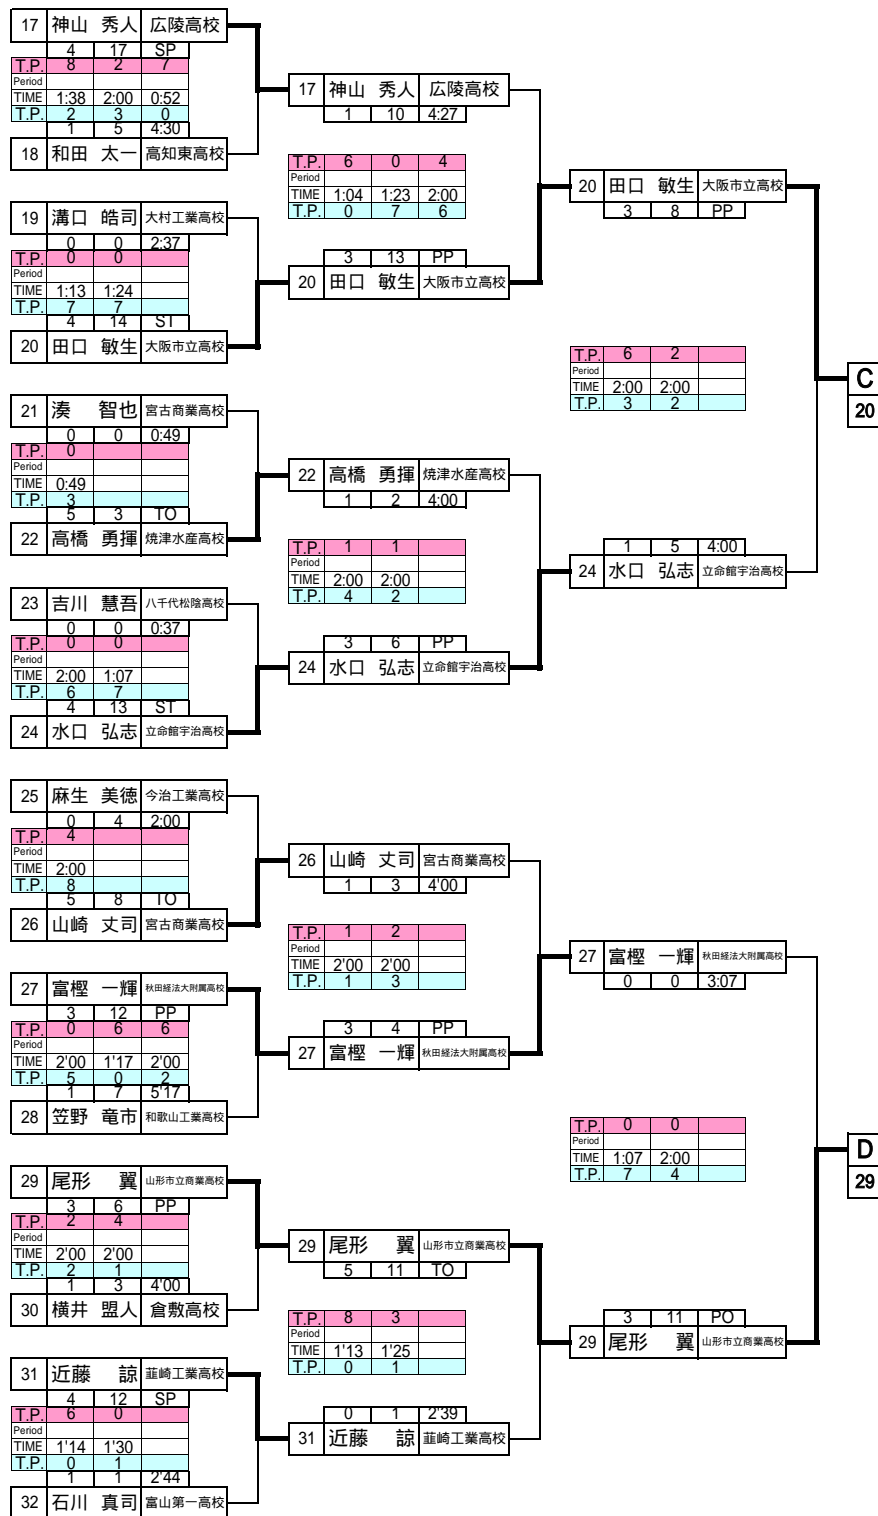 17 神山 秀人 広陵高校
4 17 SP
T.P. 8 2 7
Period
TIME 1:38 2:00 0:52
T.P. 2 3 0
1 5 4:30
18 和田 太一 高知東高校
19 溝口 皓司 大村工業高校
0 0 2:37
T.P. 0 0
Period
TIME 1:13 1:24
T.P. 7 7
4 14 ST
20 田口 敏生 大阪市立高校
21 湊 智也 宮古商業高校
0 0 0:49
T.P. 0
Period
TIME 0:49
T.P. 3
5 3 TO
22 高橋 勇揮 焼津水産高校
23 吉川 慧吾 八千代松陰高校
0 0 0:37
T.P. 0 0
Period
TIME 2:00 1:07
T.P. 6 7
4 13 ST
24 水口 弘志 立命館宇治高校
25 麻生 美徳 今治工業高校
0 4 2:00
T.P. 4
Period
TIME 2:00
T.P. 8
5 8 TO
26 山崎 丈司 宮古商業高校
27 富樫 一輝 秋田経法大附属高校
3 12 PP
T.P. 0 6 6
Period
TIME 2'00 1'17 2'00
T.P. 5 0 2
1 7 5'17
28 笠野 竜市 和歌山工業高校
29 尾形 翼 山形市立商業高校
3 6 PP
T.P. 2 4
Period
TIME 2'00 2'00
T.P. 2 1
1 3 4'00
30 横井 盟人 倉敷高校
31 近藤 諒 韮崎工業高校
4 12 SP
T.P. 6 0
Period
TIME 1'14 1'30
T.P. 0 1
1 1 2'44
32 石川 真司 富山第一高校
17 神山 秀人 広陵高校
1 10 4:27
T.P. 6 0 4
Period
TIME 1:04 1:23 2:00
T.P. 0 7 6
3 13 PP
20 田口 敏生 大阪市立高校
22 高橋 勇揮 焼津水産高校
1 2 4:00
T.P. 1 1
Period
TIME 2:00 2:00
T.P. 4 2
3 6 PP
24 水口 弘志 立命館宇治高校
26 山崎 丈司 宮古商業高校
1 3 4'00
T.P. 1 2
Period
TIME 2'00 2'00
T.P. 1 3
3 4 PP
27 富樫 一輝 秋田経法大附属高校
29 尾形 翼 山形市立商業高校
5 11 TO
T.P. 8 3
Period
TIME 1'13 1'25
T.P. 0 1
0 1 2'39
31 近藤 諒 韮崎工業高校
20 田口 敏生 大阪市立高校
3 8 PP
T.P. 6 2
Period
TIME 2:00 2:00
T.P. 3 2
1 5 4:00
24 水口 弘志 立命館宇治高校
27 富樫 一輝 秋田経法大附属高校
0 0 3:07
T.P. 0 0
Period
TIME 1:07 2:00
T.P. 7 4
3 11 PO
29 尾形 翼 山形市立商業高校
C
20
D
29